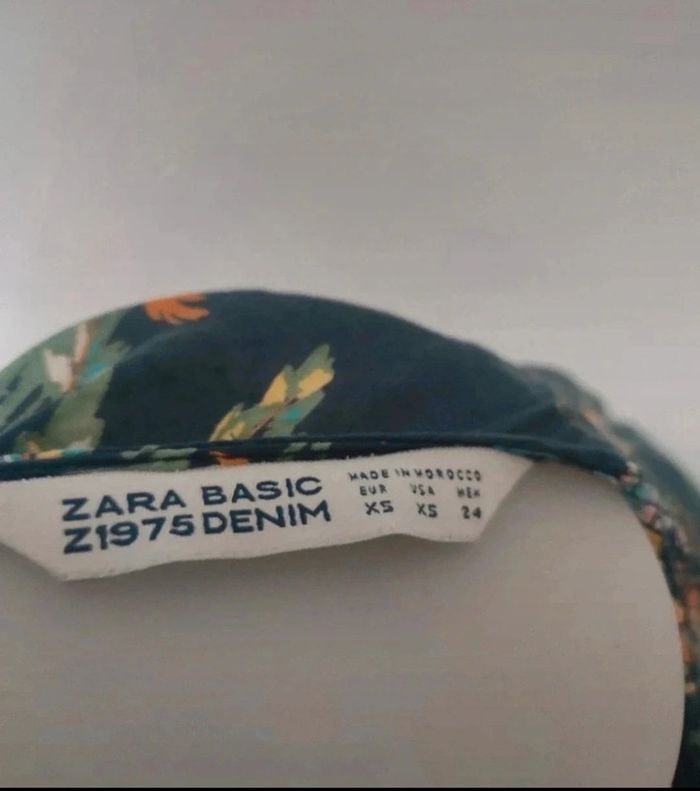 ZARA BASIC
Z1975 DENIM
MADE IN MOROCCO
EUR USA MEX
XS XS 24